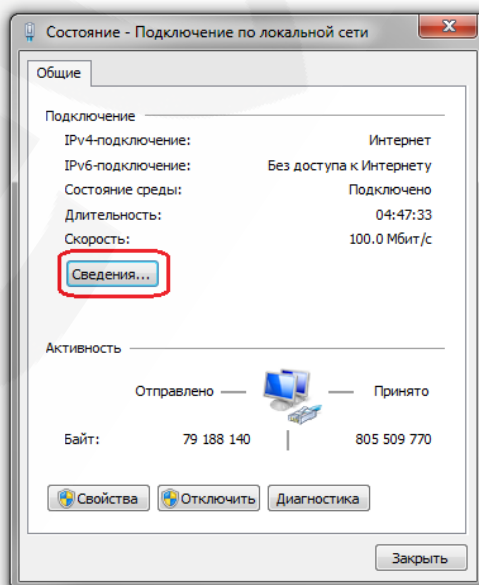 Состояние - Подключение по локальной сети
Общие
Подключение
IPv4-подключение: Интернет
IPv6-подключение: Без доступа к Интернету
Состояние среды: Подключено
Длительность: 04:47:33
Скорость: 100.0 Мбит/с
Сведения...
Активность
Отправлено — — Принято
Байт: 79 188 140 | 805 509 770
Свойства Отключить Диагностика
Закрыть